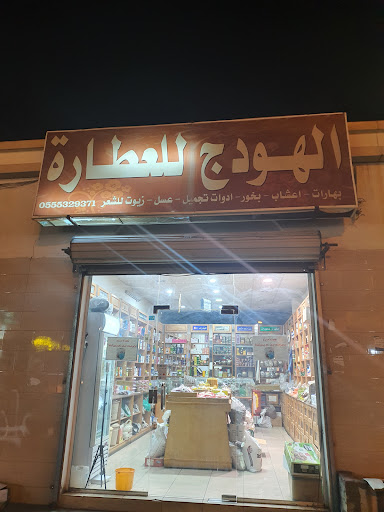 الهودج للعطارة
بهارات - اعشاب - بخور - ادوات تجميل - عسل - زيوت للشعر 0555329371